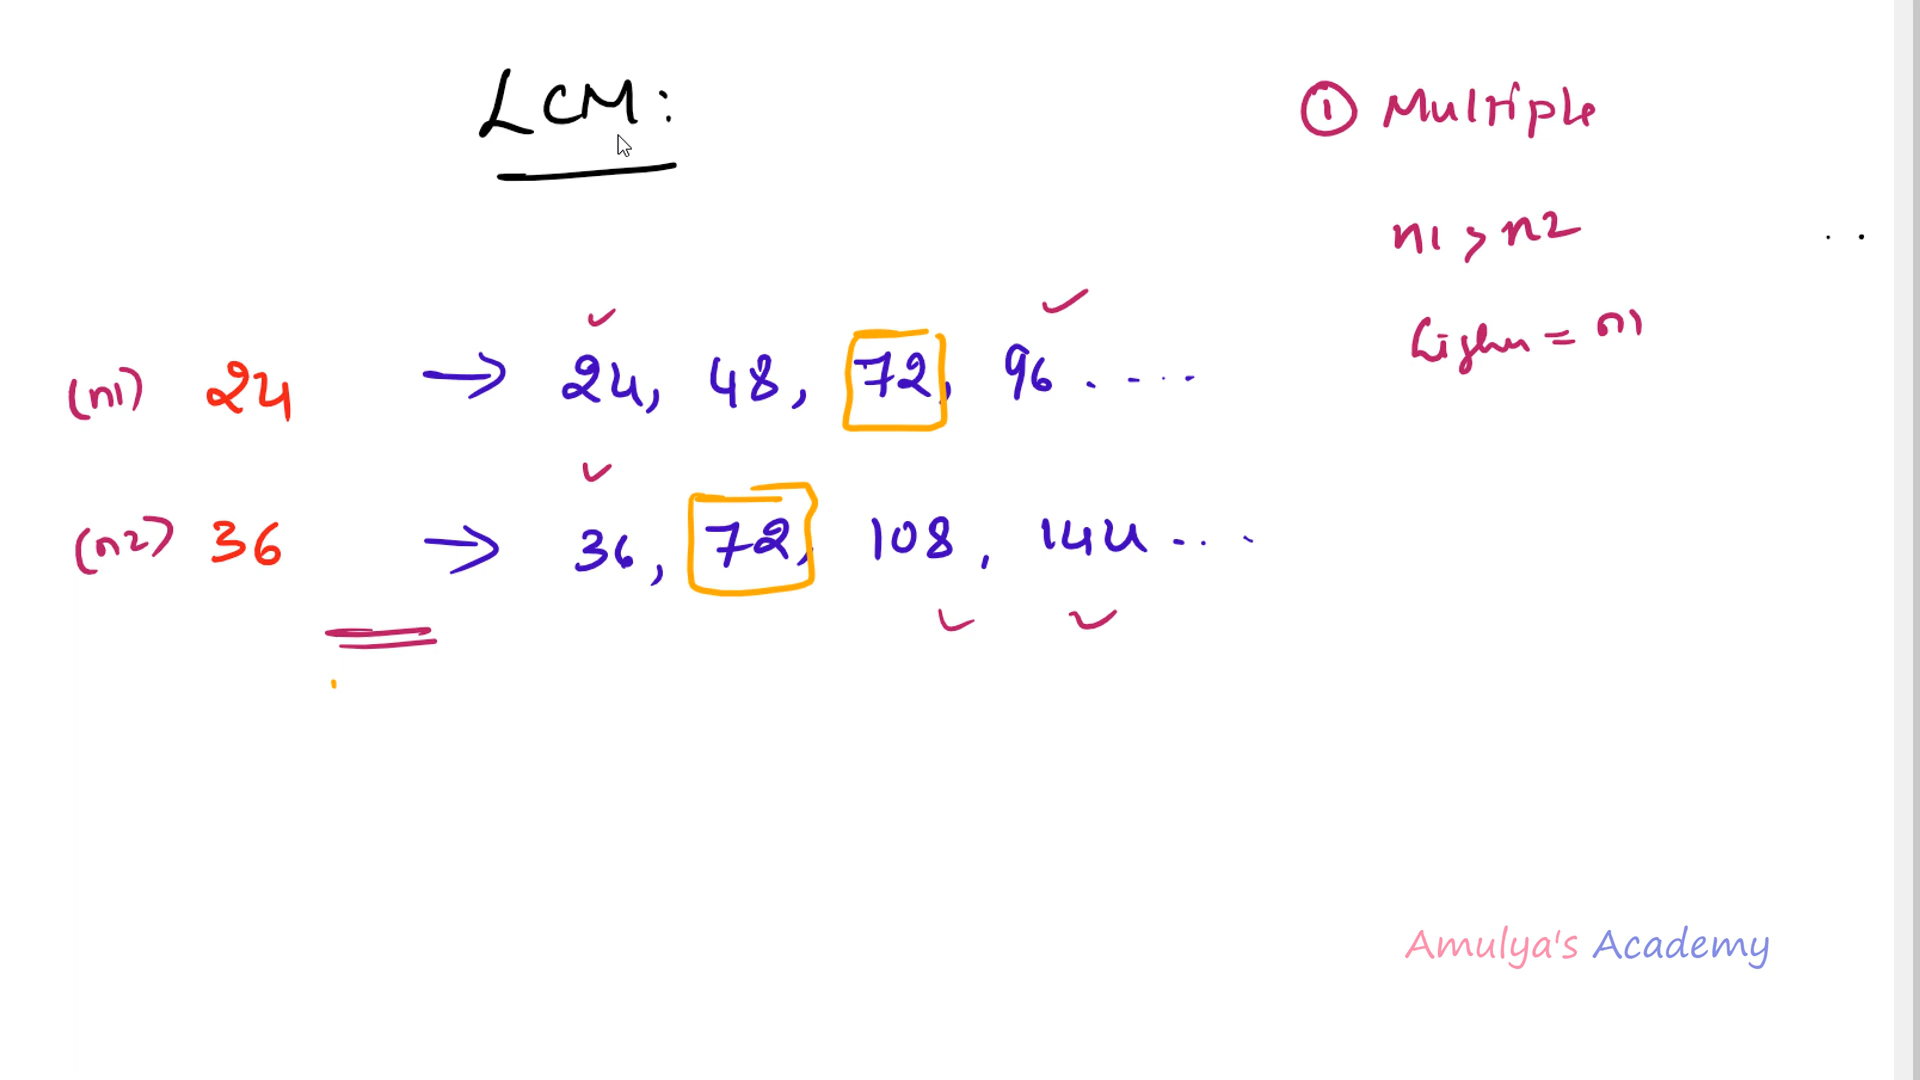 LCM:
① Multiple
n1 > n2
higher = n1
(n1) 24 → 24, 48, 72, 96 . ...
(n2) 36 → 36, 72, 108, 144 ...
Amulya's Academy